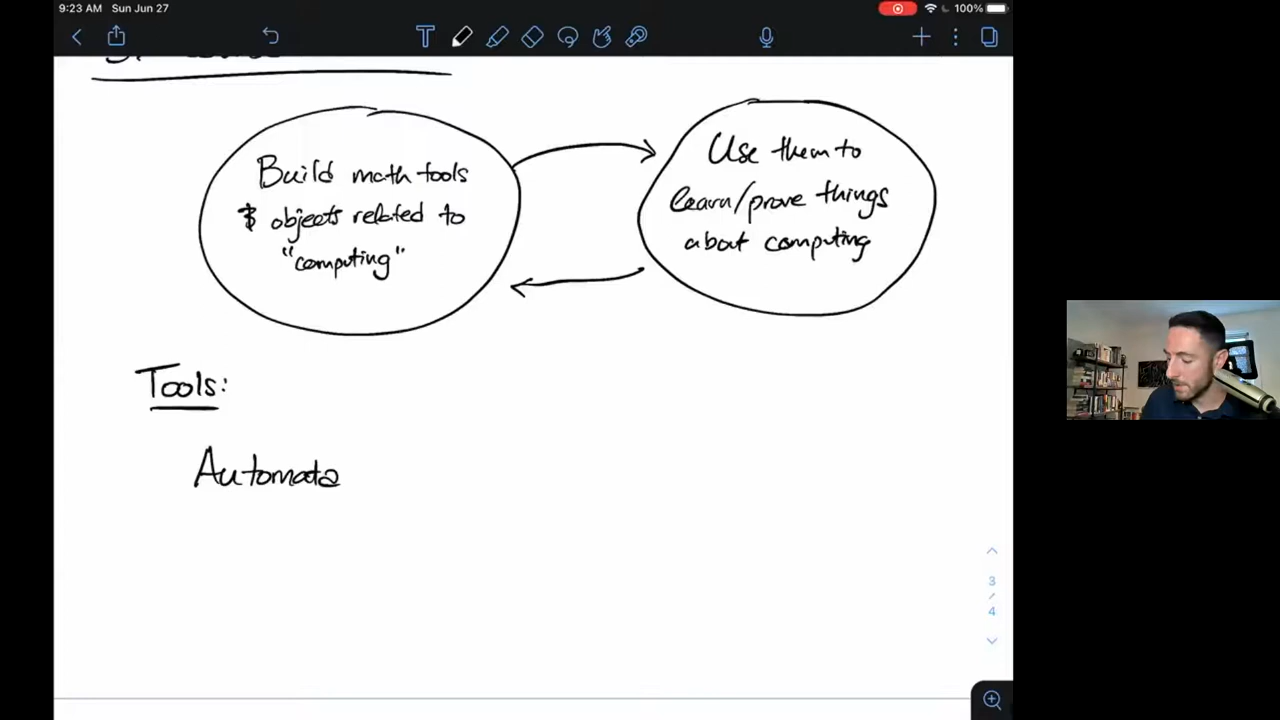 9:23 AM Sun Jun 27
100%
T
Build math tools
& objects related to
"computing"
Use them to
learn/prove things
about computing
Tools:
Automata
3
/
4